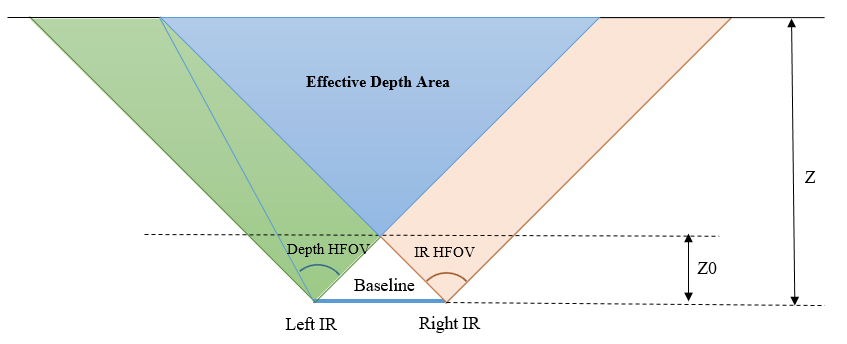 Effective Depth Area
Z
Depth HFOV
IR HFOV
Z0
Baseline
Left IR
Right IR